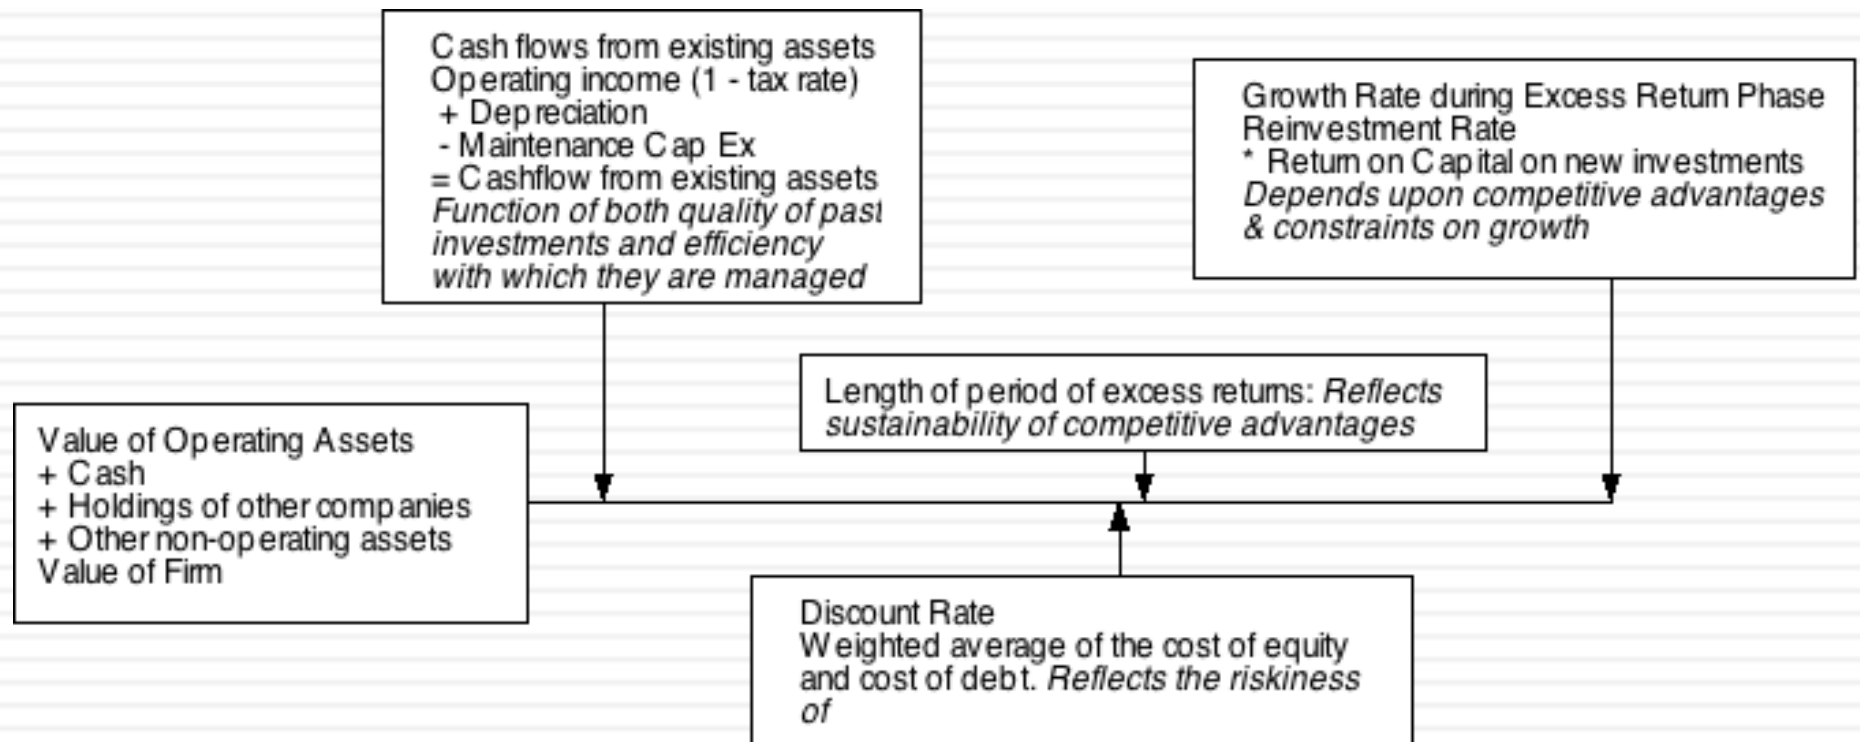 Cash flows from existing assets
Operating income (1 - tax rate)
+ Depreciation
- Maintenance Cap Ex
= Cashflow from existing assets
Function of both quality of past
investments and efficiency
with which they are managed
Growth Rate during Excess Return Phase
Reinvestment Rate
* Return on Capital on new investments
Depends upon competitive advantages
& constraints on growth
Length of period of excess returns: Reflects
sustainability of competitive advantages
Value of Operating Assets
+ Cash
+ Holdings of other companies
+ Other non-operating assets
Value of Firm
Discount Rate
Weighted average of the cost of equity
and cost of debt. Reflects the riskiness
of